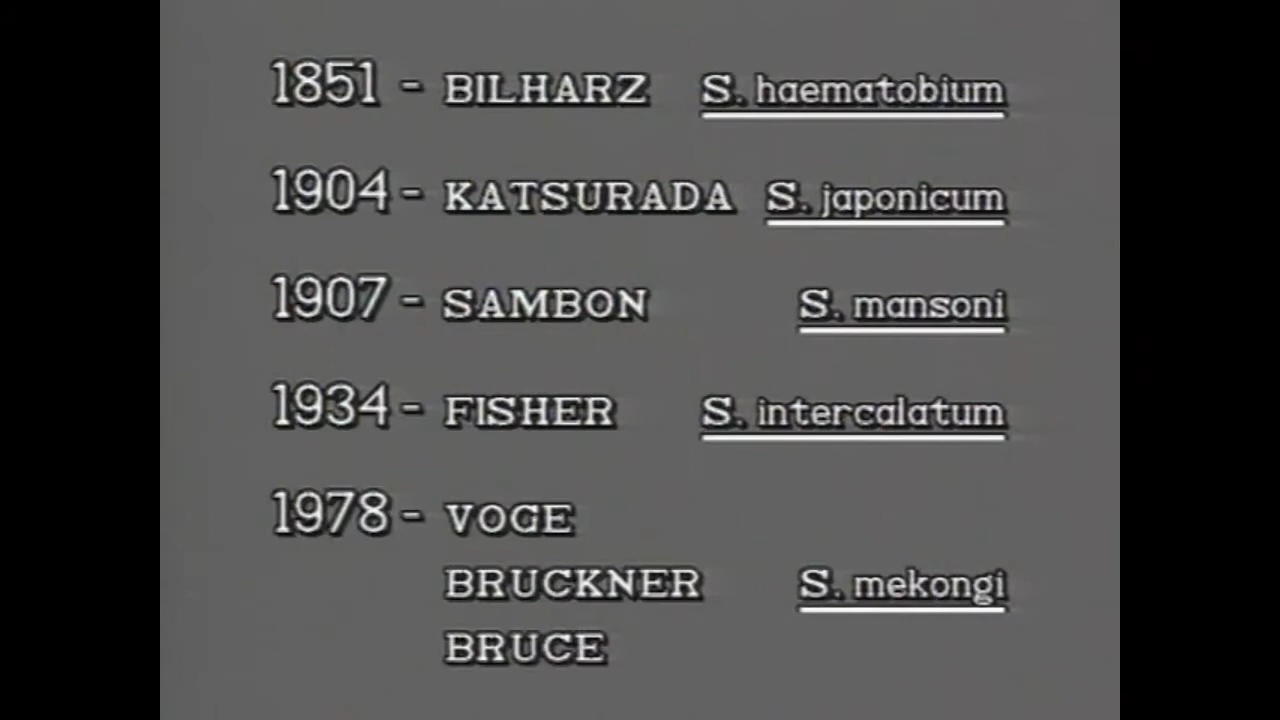 1851 - BILHARZ S. haematobium
1904 - KATSURADA S. japonicum
1907 - SAMBON S. mansoni
1934 - FISHER S. intercalatum
1978 - VOGE
BRUCKNER S. mekongi
BRUCE